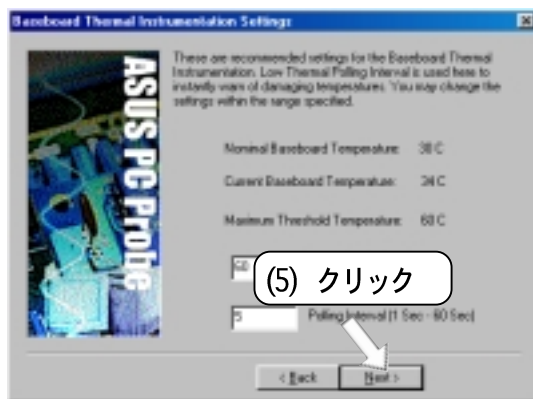 Baseboard Thermal Instrumentation Settings
ASUS PC Probe
These are recommended settings for the Baseboard Thermal
Instrumentation. Low Thermal Polling Interval is used here to
instantly warn of damaging temperatures. You may change the
settings within the range specified.
Nominal Baseboard Temperature: 30 C
Current Baseboard Temperature: 34 C
Maximum Threshold Temperature: 60 C
60
(5) クリック
5 Polling Interval (1 Sec - 60 Sec)
< Back Next >